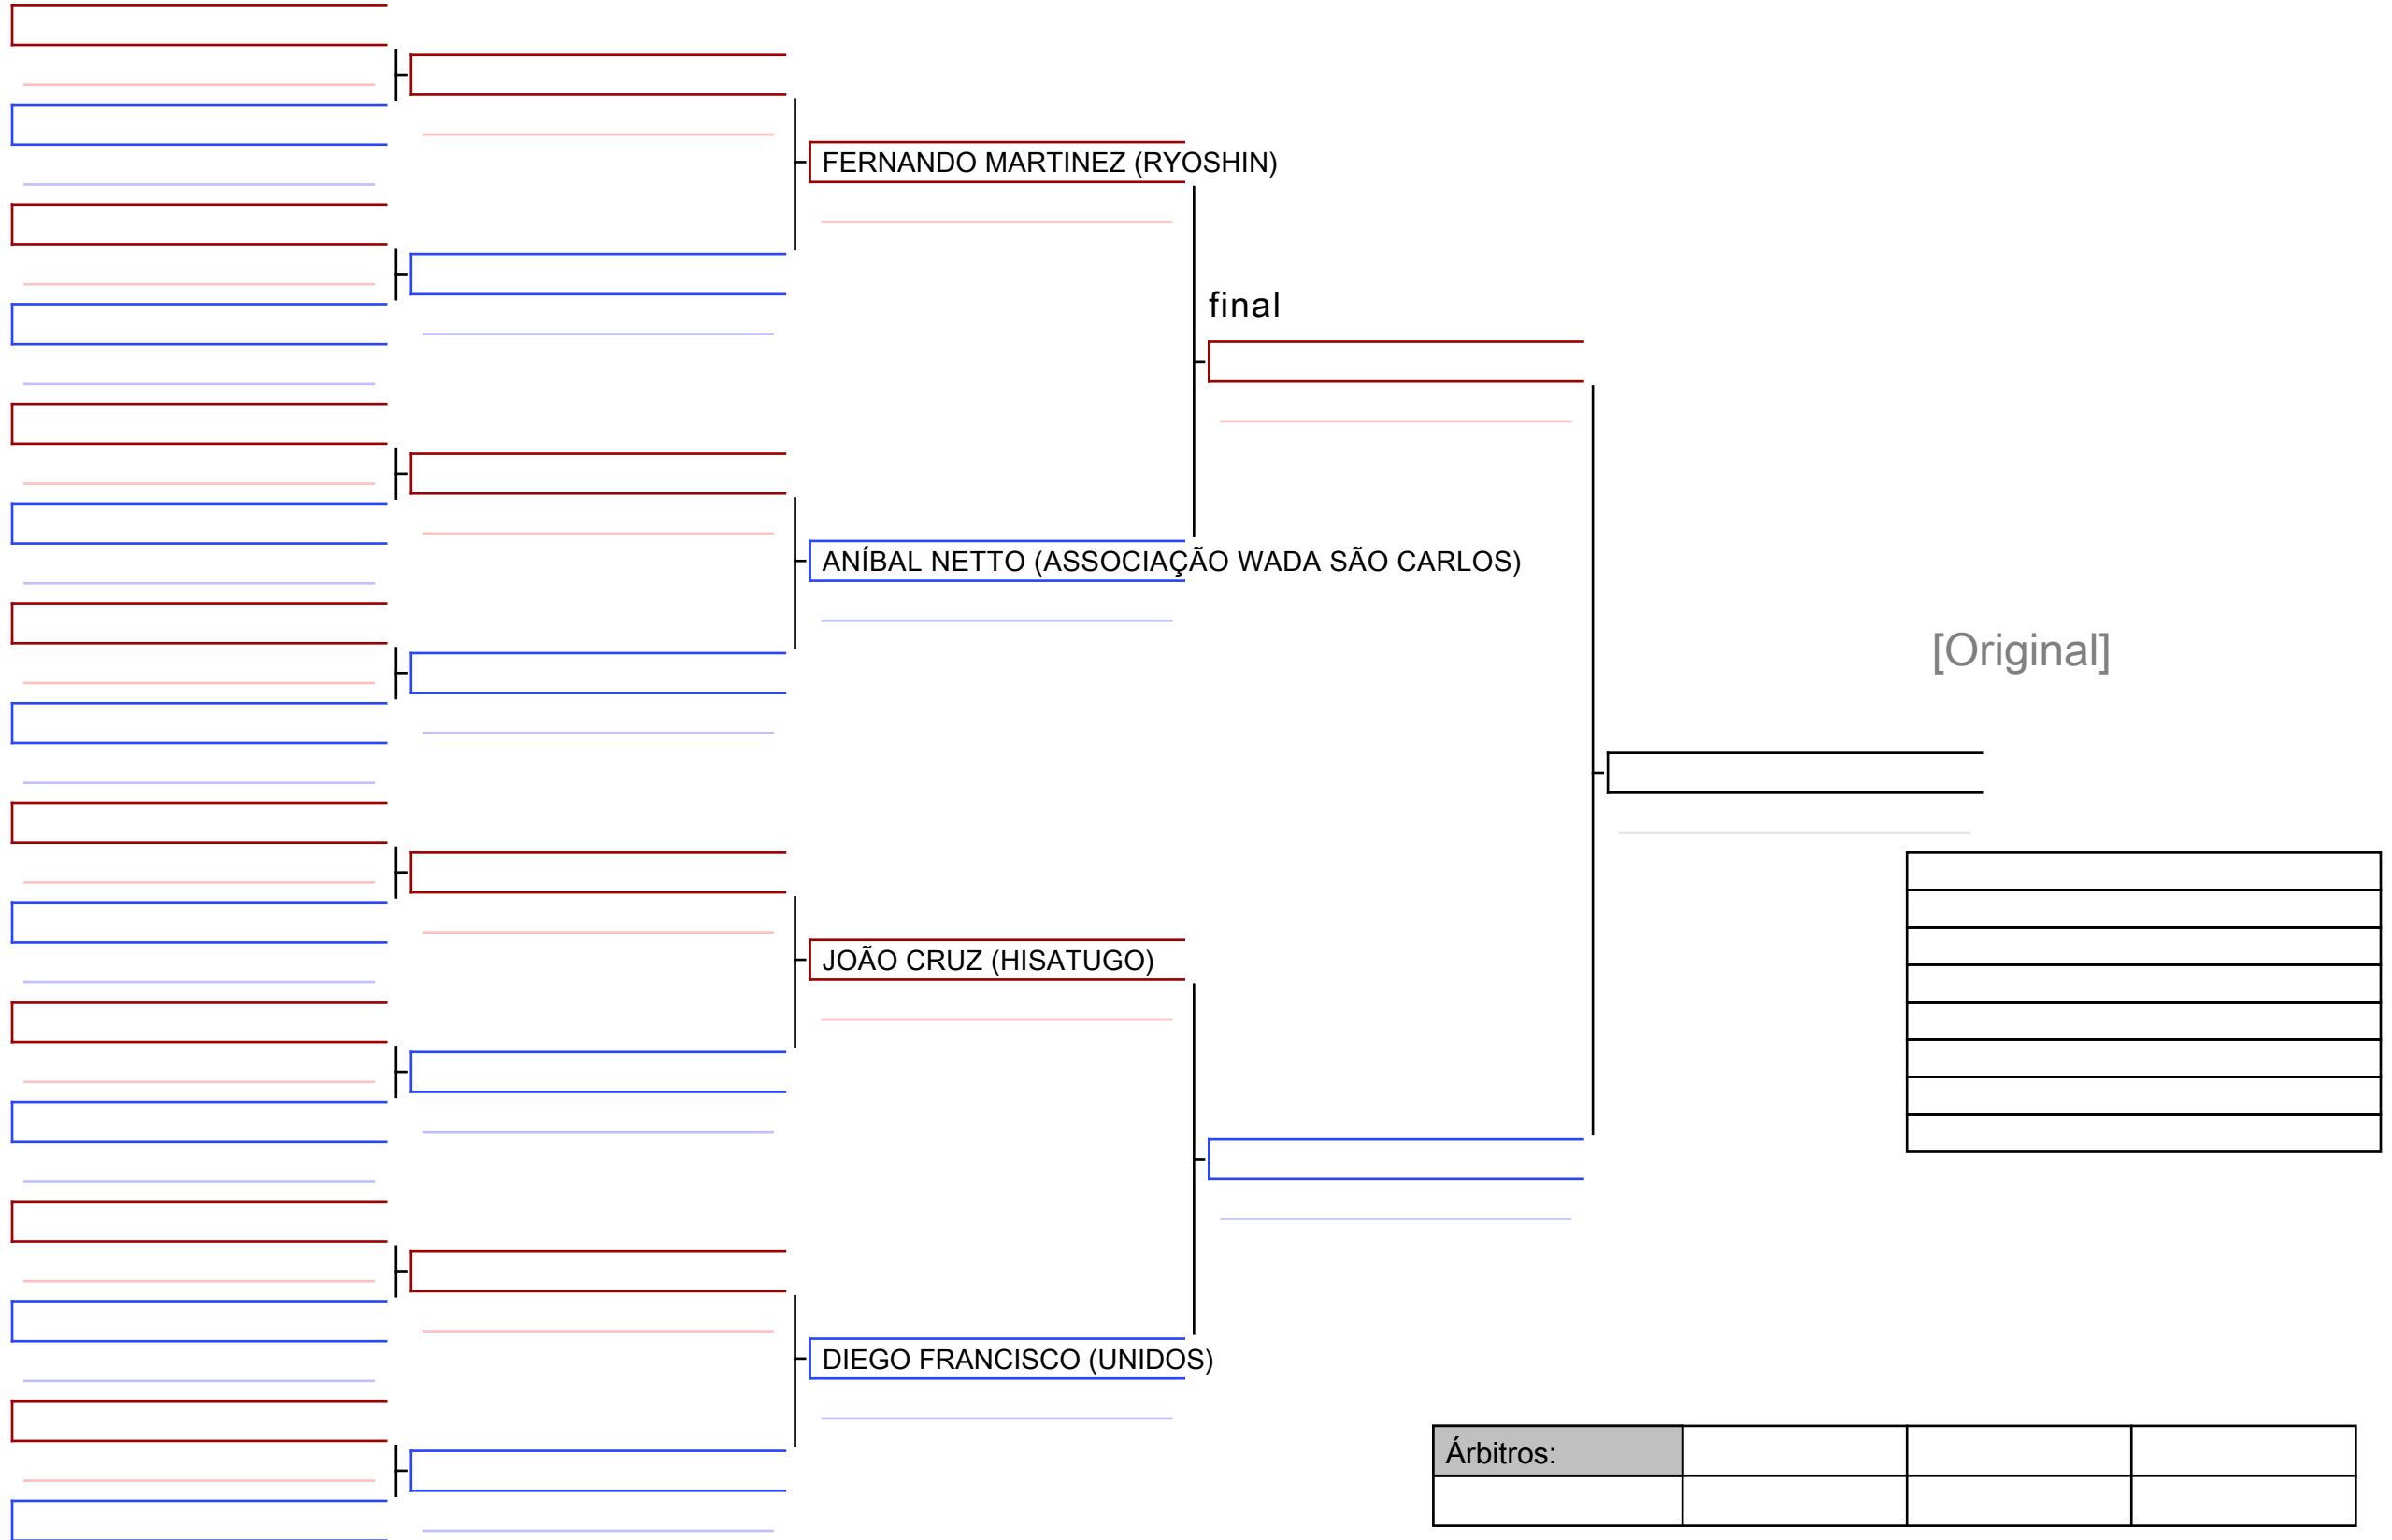 FERNANDO MARTINEZ (RYOSHIN)
final
ANÍBAL NETTO (ASSOCIAÇÃO WADA SÃO CARLOS)
[Original]
JOÃO CRUZ (HISATUGO)
DIEGO FRANCISCO (UNIDOS)
Árbitros: